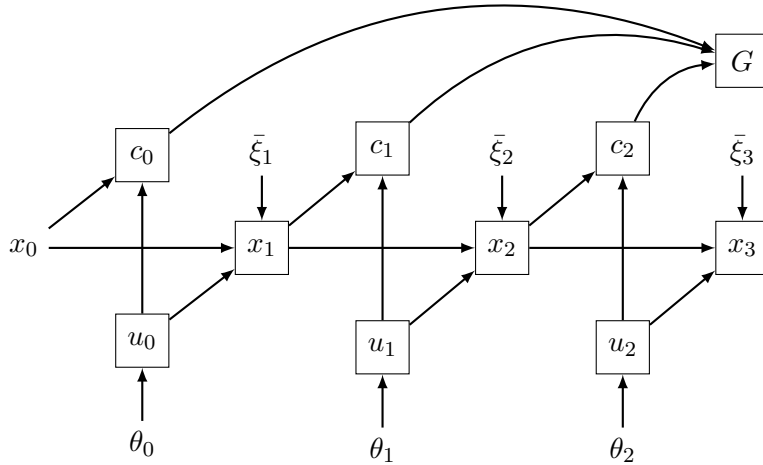 G
c₀ ξ̄₁ c₁ ξ̄₂ c₂ ξ̄₃
x₀ x₁ x₂ x₃
u₀ u₁ u₂
θ₀ θ₁ θ₂